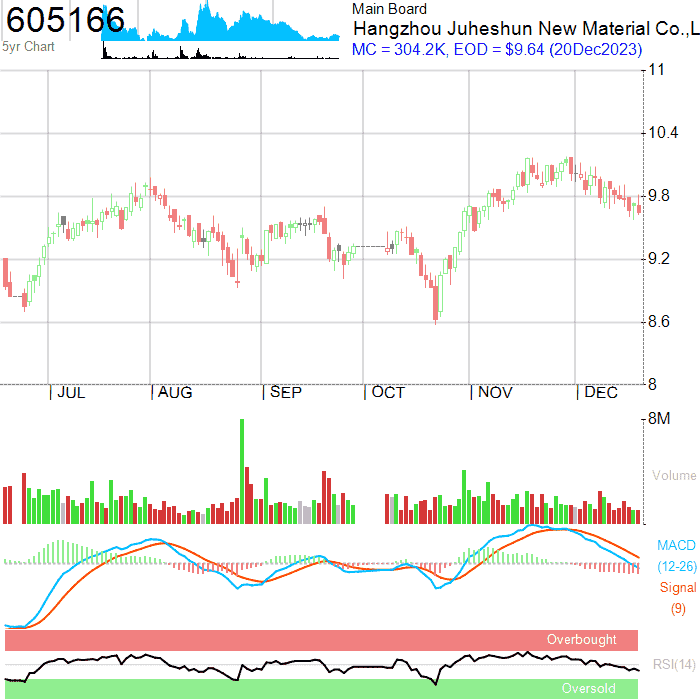 605166
5yr Chart
Main Board
Hangzhou Juheshun New Material Co.,L
MC = 304.2K, EOD = $9.64 (20Dec2023)
11
10.4
9.8
9.2
8.6
8
JUL AUG SEP OCT NOV DEC
8M
Volume
MACD
(12-26)
Signal
(9)
Overbought
RSI(14)
Oversold